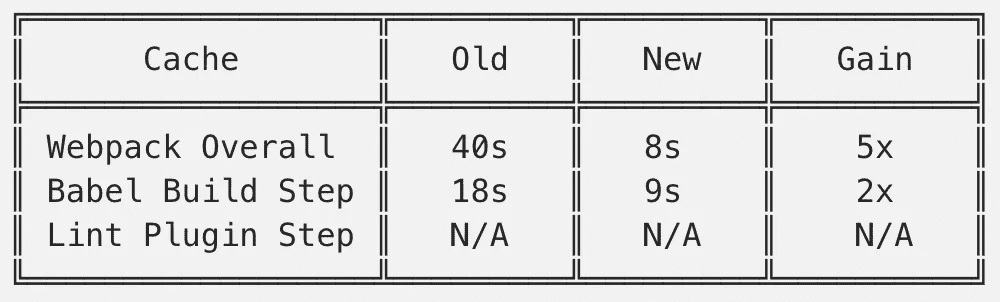 Cache Old New Gain
Webpack Overall 40s 8s 5x
Babel Build Step 18s 9s 2x
Lint Plugin Step N/A N/A N/A